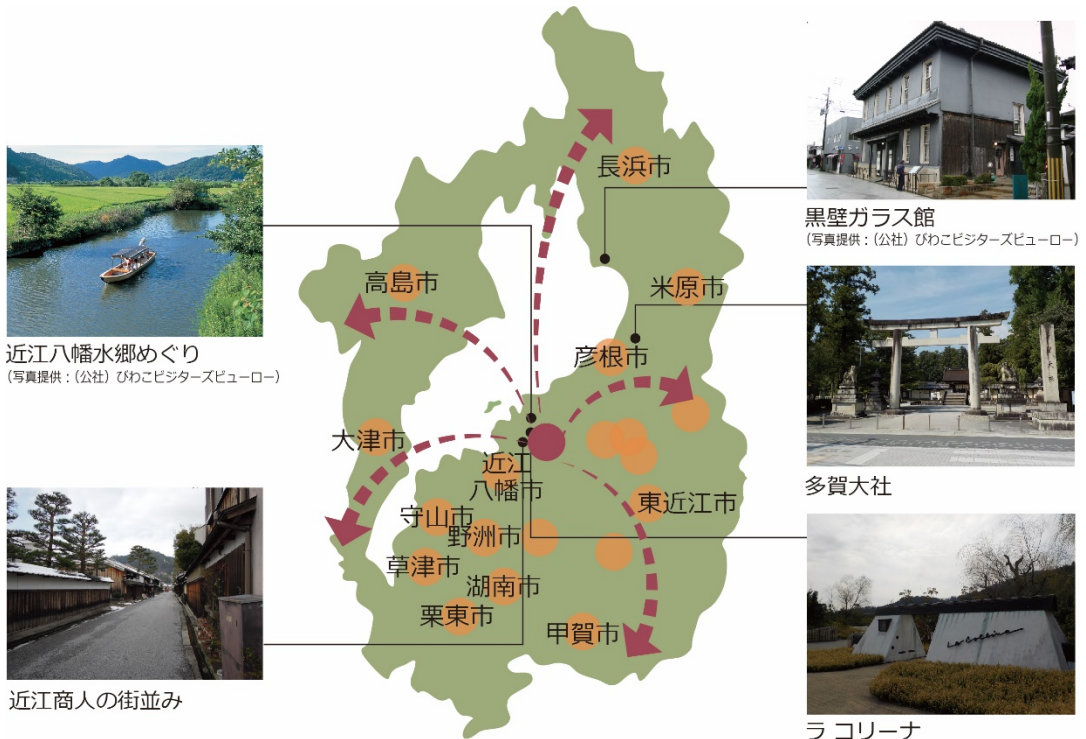 長浜市
黒壁ガラス館
(写真提供：(公社) びわこビジターズビューロー)
高島市
米原市
近江八幡水郷めぐり
(写真提供：(公社) びわこビジターズビューロー)
彦根市
大津市
近江
八幡市
多賀大社
東近江市
守山市
野洲市
草津市
湖南市
栗東市
甲賀市
近江商人の街並み
La Collina
ラ コリーナ